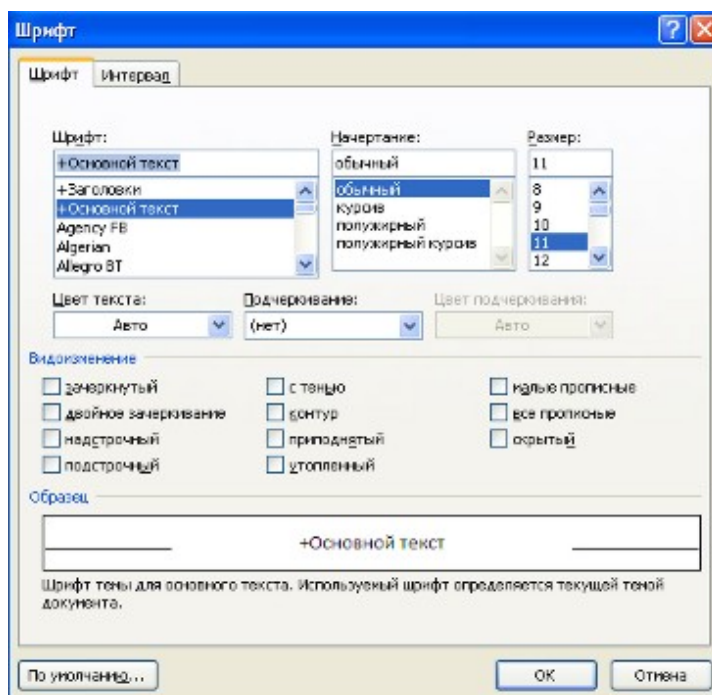 Шрифт
Шрифт Интервал
Шрифт: Начертание: Размер:
+Основной текст обычный 11
+Заголовки обычный 8
+Основной текст курсив 9
Agency FB полужирный 10
Algerian полужирный курсив 11
Allegro BT 12
Цвет текста: Подчеркивание: Цвет подчеркивания:
Авто (нет) Авто
Видоизменение
зачеркнутый с тенью малые прописные
двойное зачеркивание контур все прописные
надстрочный приподнятый скрытый
подстрочный утопленный
Образец
+Основной текст
Шрифт темы для основного текста. Используемый шрифт определяется текущей темой
документа.
По умолчанию... ОК Отмена